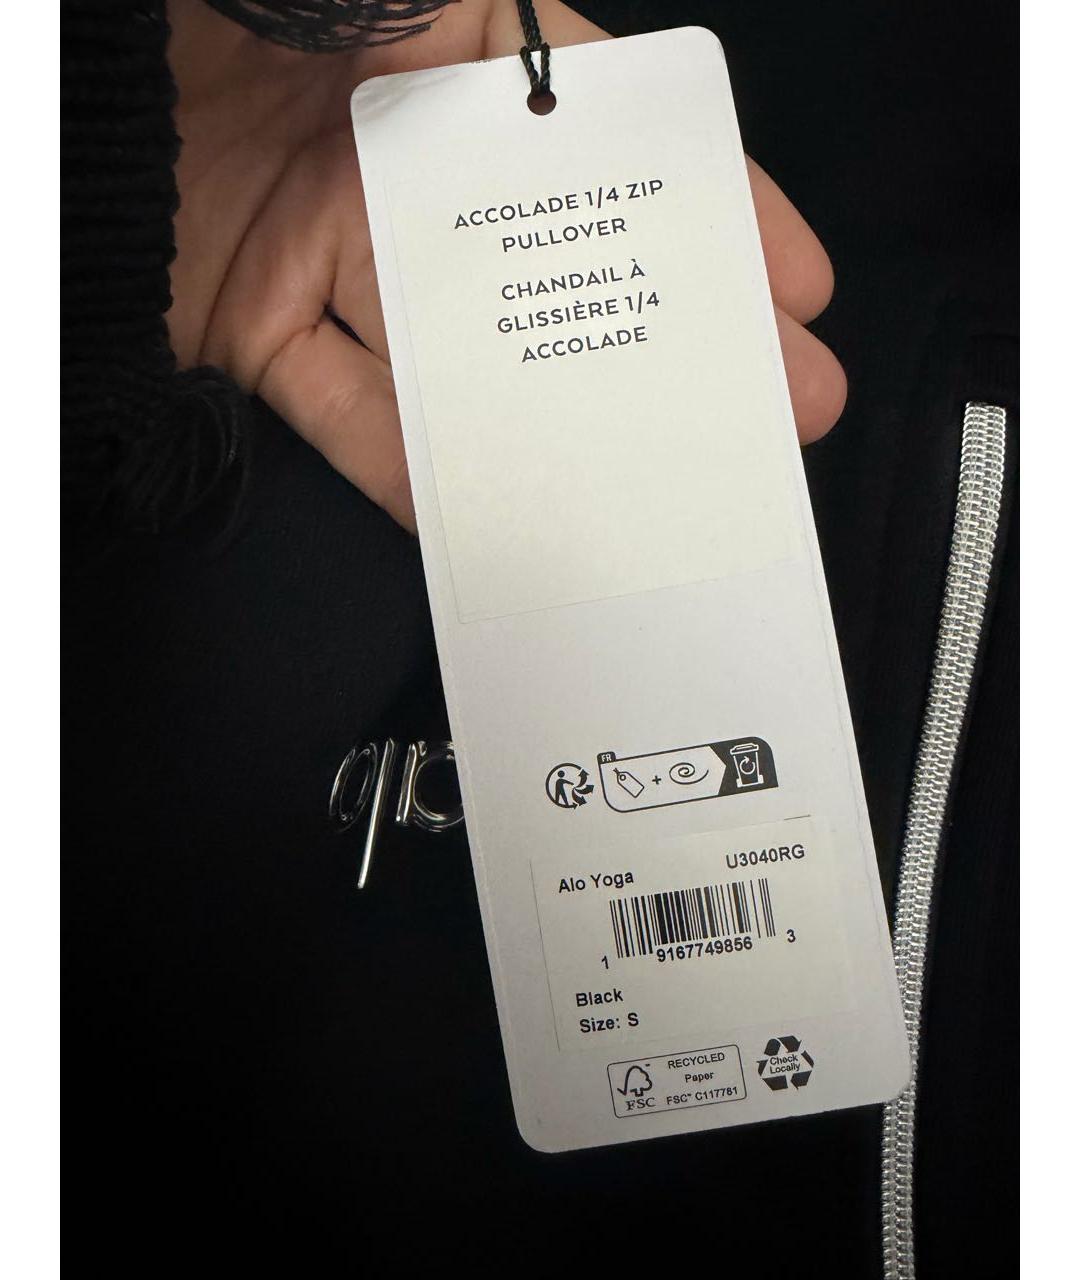 ACCOLADE 1/4 ZIP
PULLOVER
CHANDAIL À
GLISSIÈRE 1/4
ACCOLADE
FR
Alo Yoga
U3040RG
1 9167749856 3
Black
Size: S
FSC
RECYCLED
Paper
FSC™ C117781
Check
Locally